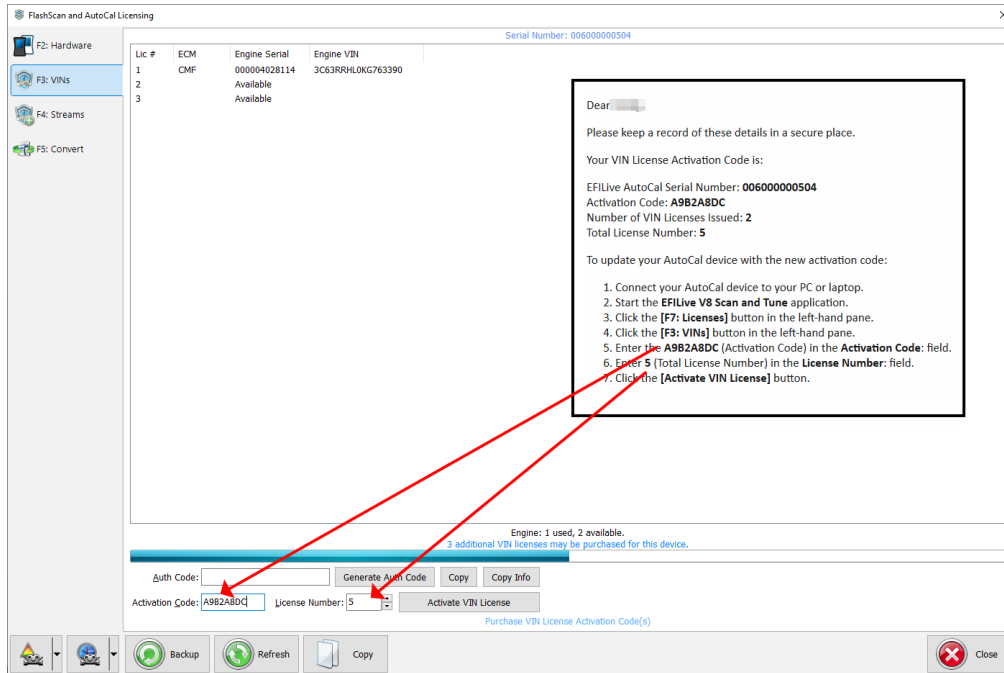 FlashScan and AutoCal Licensing
F2: Hardware
F3: VINs
F4: Streams
F5: Convert
Serial Number: 006000000504
Lic # ECM Engine Serial Engine VIN
1 CMF 000004028114 3C63RRHL0KG763390
2 Available
3 Available
Dear
Please keep a record of these details in a secure place.
Your VIN License Activation Code is:
EFILive AutoCal Serial Number: 006000000504
Activation Code: A9B2A8DC
Number of VIN Licenses Issued: 2
Total License Number: 5
To update your AutoCal device with the new activation code:
1. Connect your AutoCal device to your PC or laptop.
2. Start the EFILive V8 Scan and Tune application.
3. Click the [F7: Licenses] button in the left-hand pane.
4. Click the [F3: VINs] button in the left-hand pane.
5. Enter the A9B2A8DC (Activation Code) in the Activation Code: field.
6. Enter 5 (Total License Number) in the License Number: field.
7. Click the [Activate VIN License] button.
Engine: 1 used, 2 available.
3 additional VIN licenses may be purchased for this device.
Auth Code: Generate Auth Code Copy Copy Info
Activation Code: A9B2A8DC License Number: 5 Activate VIN License
Purchase VIN License Activation Code(s)
Backup Refresh Copy Close